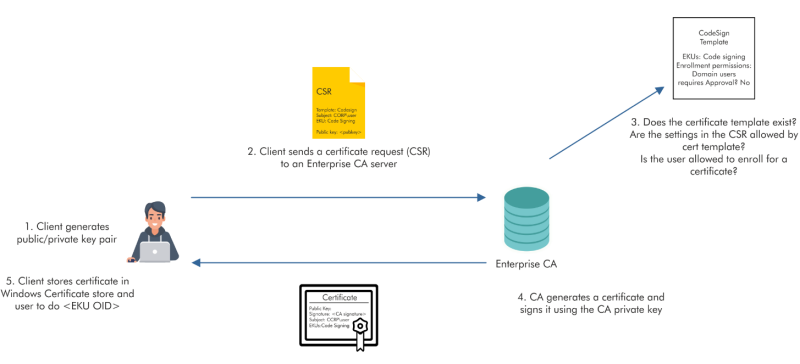 CodeSign
Template
EKUs: Code signing
Enrollment permissions:
Domain users
requires Approval? No
CSR
Template: Codesign
Subject: CORP\user
EKU: Code Signing
Public Key: <pubkey>
2. Client sends a certificate request (CSR)
to an Enterprise CA server
3. Does the certificate template exist?
Are the settings in the CSR allowed by
cert template?
Is the user allowed to enroll for a
certificate?
1. Client generates
public/private key pair
Enterprise CA
5. Client stores certificate in
Windows Certificate store and
user to do <EKU OID>
Certificate
Public Key:
Signature: <CA signature>
Subject: CORP\user
EKUs:Code Signing
4. CA generates a certificate and
signs it using the CA private key